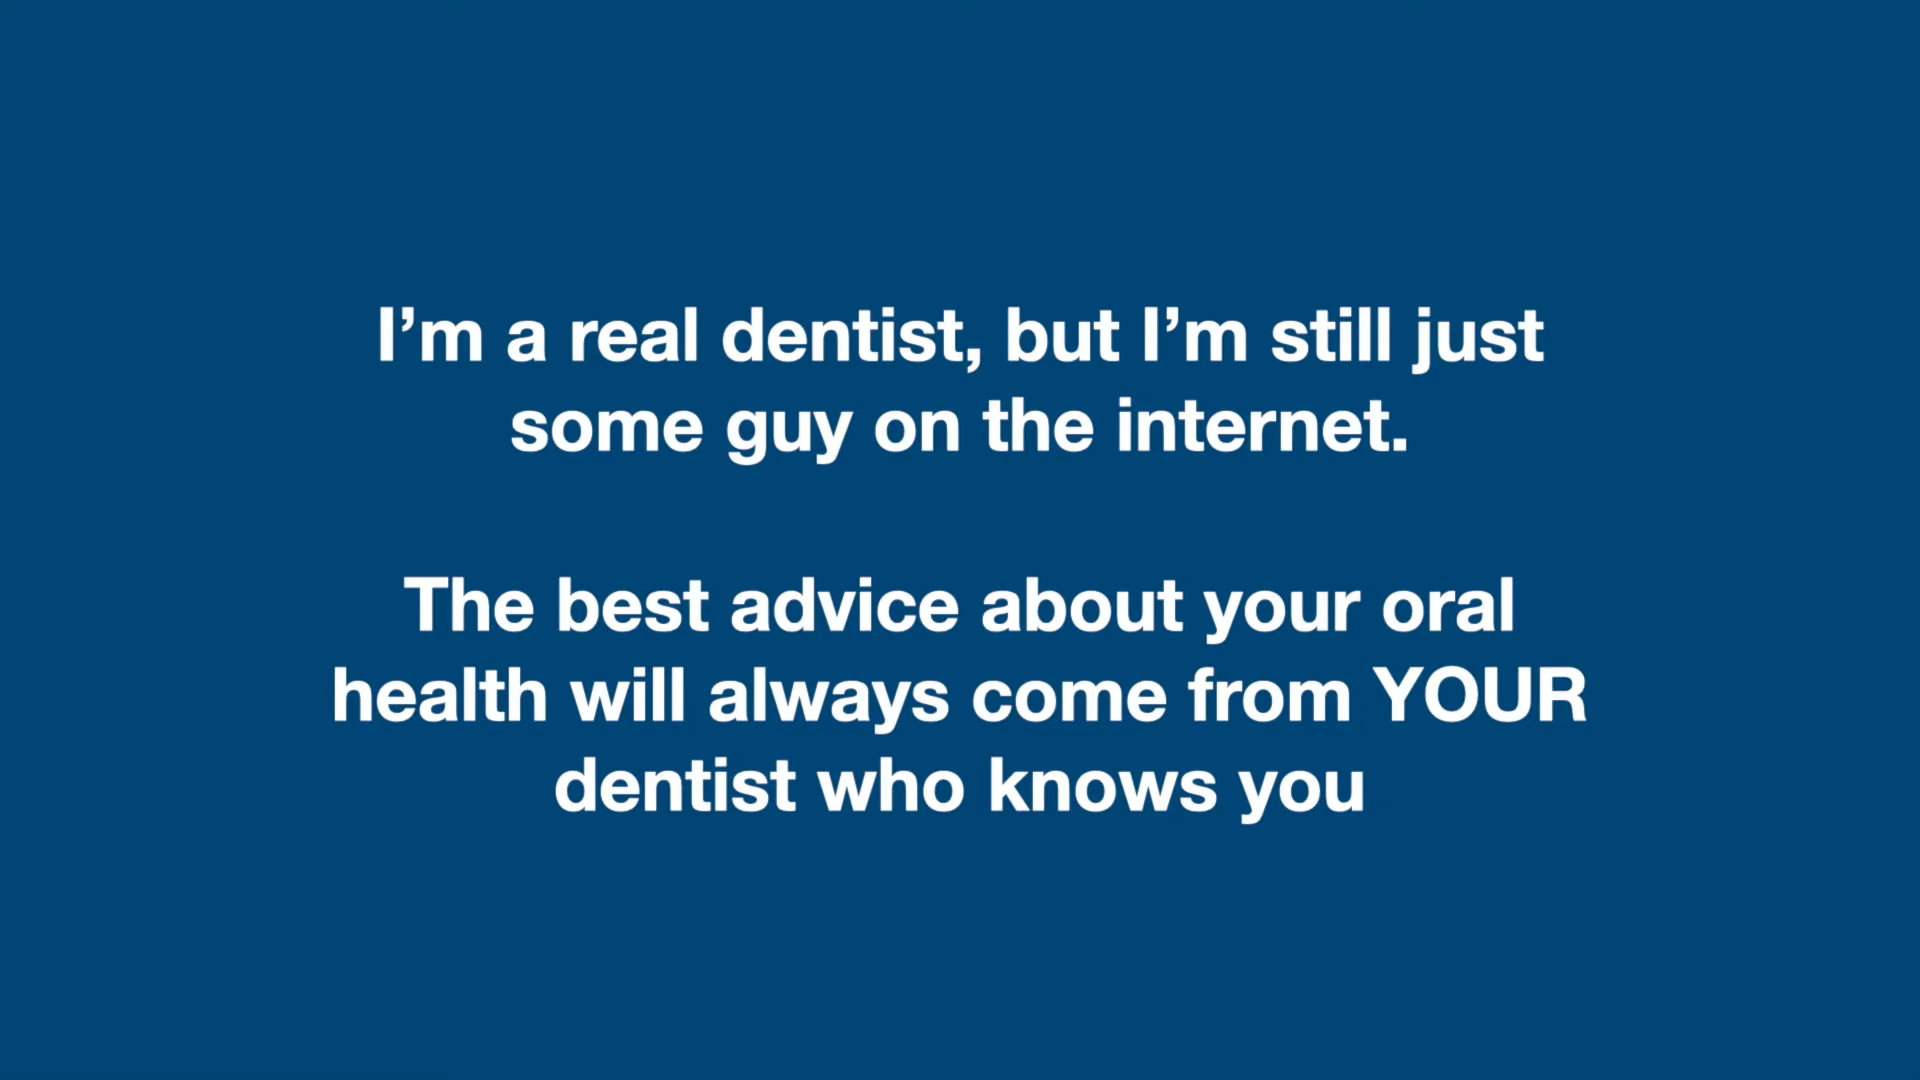 I’m a real dentist, but I’m still just
some guy on the internet.
The best advice about your oral
health will always come from YOUR
dentist who knows you